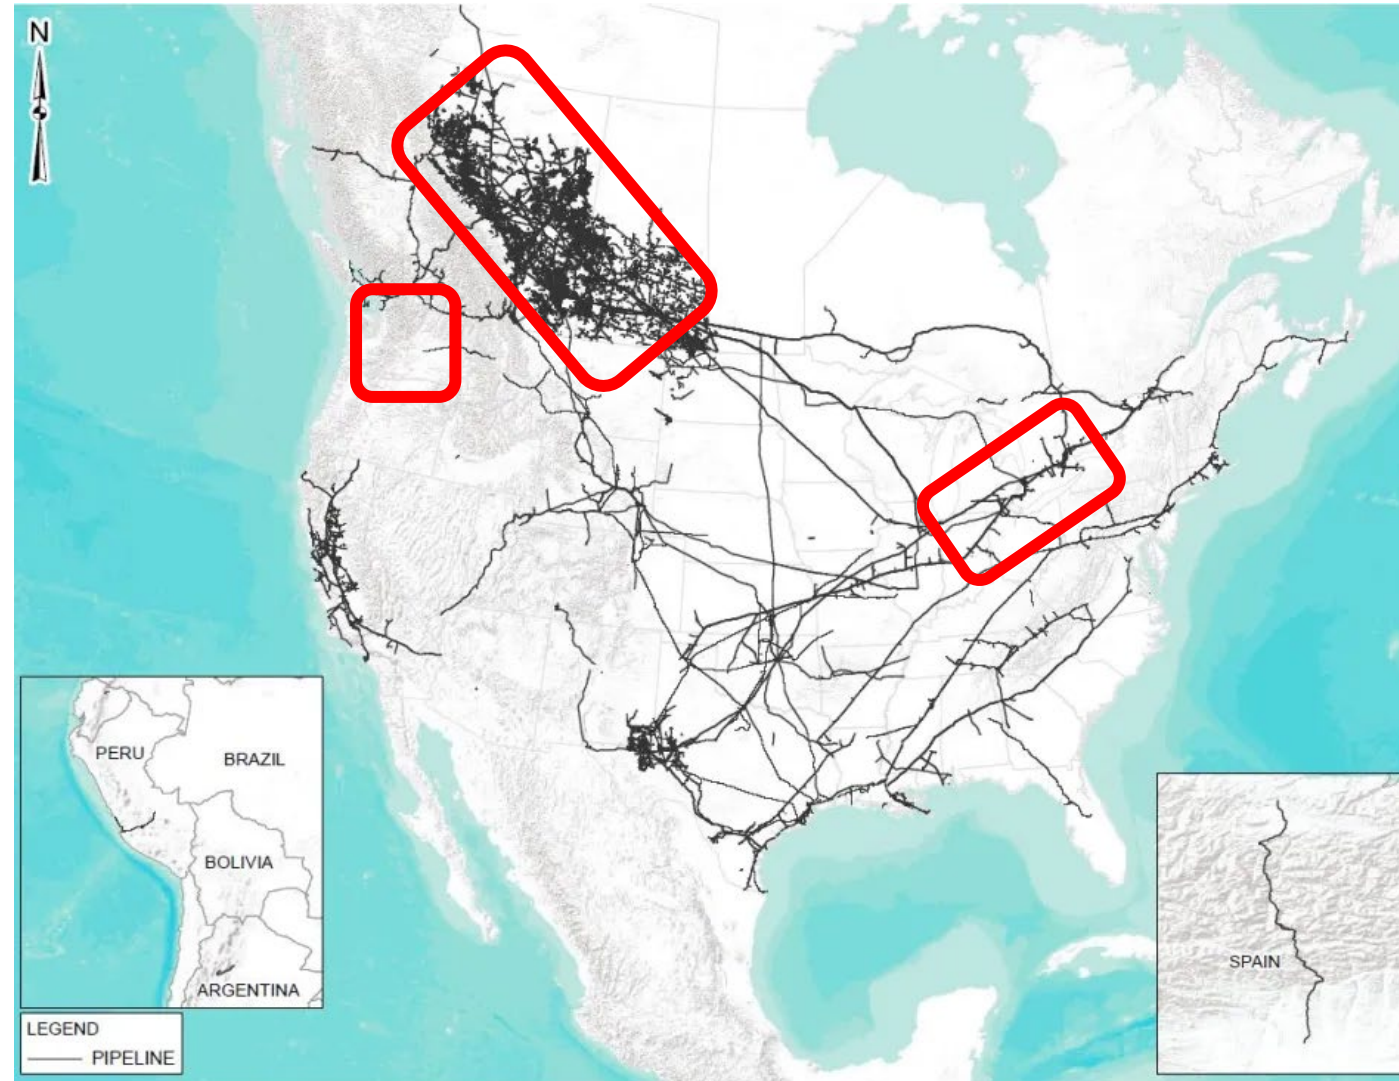 N
PERU
BRAZIL
BOLIVIA
ARGENTINA
LEGEND
PIPELINE
SPAIN